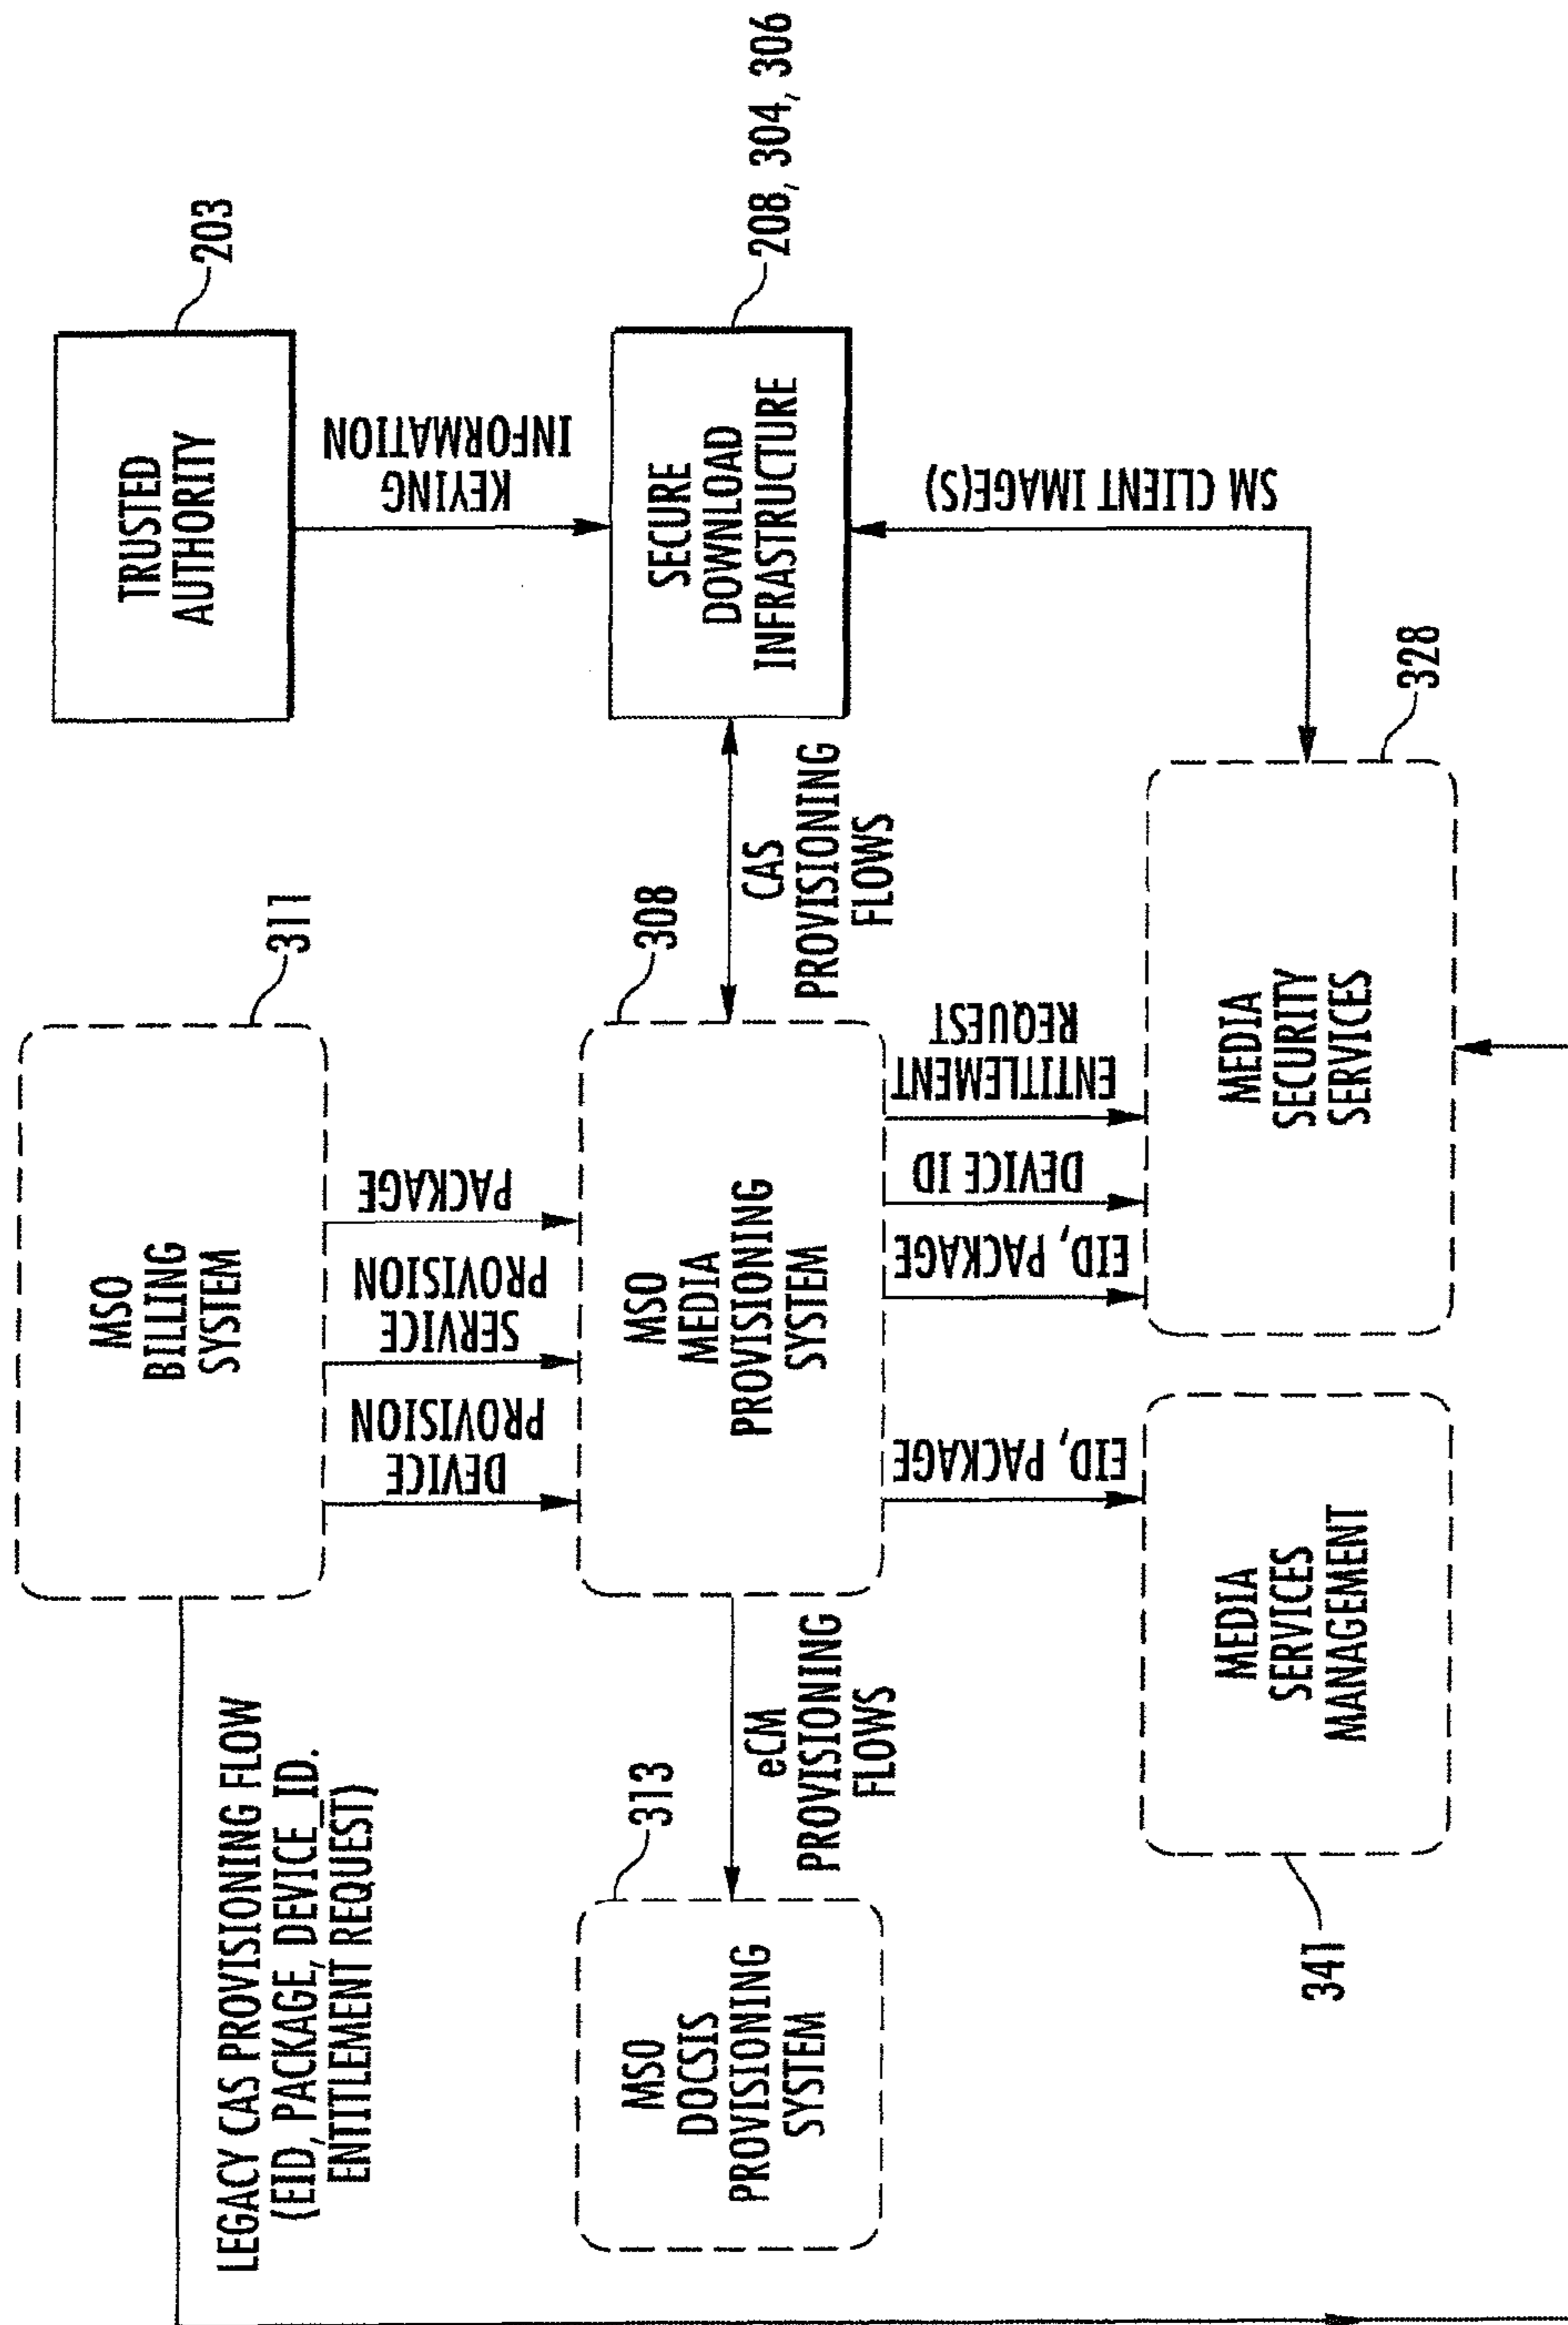 LEGACY CAS PROVISIONING FLOW
(EID, PACKAGE, DEVICE_ID.
ENTITLEMENT REQUEST)
MSO
BILLING
SYSTEM
311
TRUSTED
AUTHORITY
203
DEVICE
PROVISION
SERVICE
PROVISION
PACKAGE
KEYING
INFORMATION
MSO
DOCSIS
PROVISIONING
SYSTEM
313
eCM
PROVISIONING
FLOWS
MSO
MEDIA
PROVISIONING
SYSTEM
308
CAS
PROVISIONING
FLOWS
SECURE
DOWNLOAD
INFRASTRUCTURE
208, 304, 306
EID, PACKAGE
EID, PACKAGE
DEVICE ID
ENTITLEMENT
REQUEST
SM CLIENT IMAGE(S)
MEDIA
SERVICES
MANAGEMENT
341
MEDIA
SECURITY
SERVICES
328